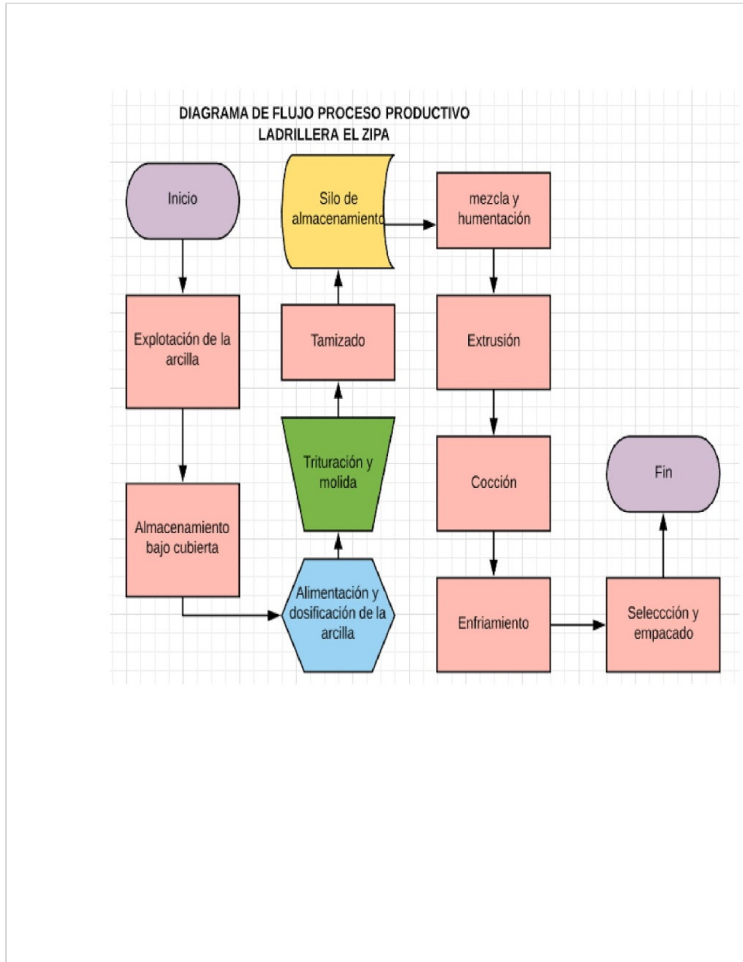 DIAGRAMA DE FLUJO PROCESO PRODUCTIVO
LADRILLERA EL ZIPA
Inicio
Explotación de la
arcilla
Almacenamiento
bajo cubierta
Alimentación y
dosificación de la
arcilla
Trituración y
molida
Tamizado
Silo de
almacenamiento
mezcla y
humentación
Extrusión
Cocción
Enfriamiento
Seleccción y
empacado
Fin